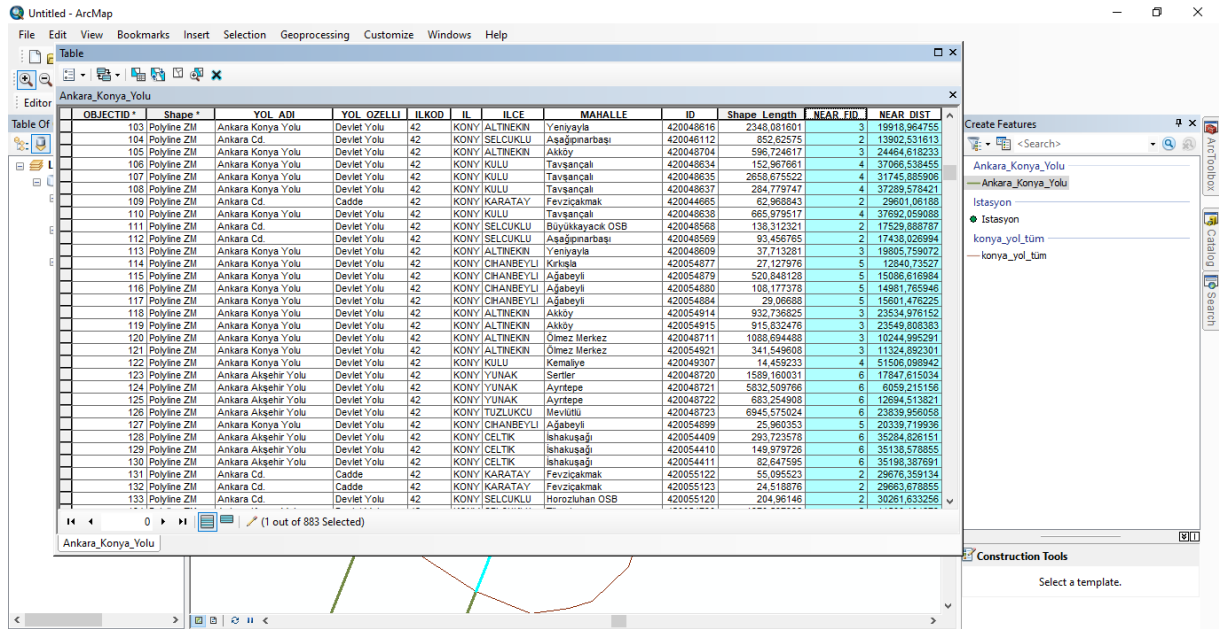 Untitled - ArcMap
File Edit View Bookmarks Insert Selection Geoprocessing Customize Windows Help
Table
Editor
Table Of
Ankara_Konya_Yolu
OBJECTID * Shape * YOL_ADI YOL_OZELLI ILKOD IL ILCE MAHALLE ID Shape_Length NEAR_FID NEAR_DIST
103 Polyline ZM Ankara Konya Yolu Devlet Yolu 42 KONY ALTINEKIN Yeniyayla 420048616 2348,081601 3 19918,964755
104 Polyline ZM Ankara Cd. Devlet Yolu 42 KONY SELCUKLU Aşağıpınarbaşı 420046112 852,62575 2 13902,531613
105 Polyline ZM Ankara Konya Yolu Devlet Yolu 42 KONY ALTINEKIN Akköy 420048704 596,724617 3 24464,618233
106 Polyline ZM Ankara Konya Yolu Devlet Yolu 42 KONY KULU Tavşançalı 420048634 152,967661 4 37066,538455
107 Polyline ZM Ankara Konya Yolu Devlet Yolu 42 KONY KULU Tavşançalı 420048635 2658,675522 4 31745,885906
108 Polyline ZM Ankara Konya Yolu Devlet Yolu 42 KONY KULU Tavşançalı 420048637 284,779747 4 37289,578421
109 Polyline ZM Ankara Cd. Cadde 42 KONY KARATAY Fevziçakmak 420044665 62,968843 2 29601,06188
110 Polyline ZM Ankara Konya Yolu Devlet Yolu 42 KONY KULU Tavşançalı 420048638 665,979517 4 37692,059088
111 Polyline ZM Ankara Cd. Devlet Yolu 42 KONY SELCUKLU Büyükkayacık OSB 420048568 138,312321 2 17529,888787
112 Polyline ZM Ankara Cd. Devlet Yolu 42 KONY SELCUKLU Aşağıpınarbaşı 420048569 93,456765 2 17438,026994
113 Polyline ZM Ankara Konya Yolu Devlet Yolu 42 KONY ALTINEKIN Yeniyayla 420048609 37,713281 3 19805,759072
114 Polyline ZM Ankara Konya Yolu Devlet Yolu 42 KONY CIHANBEYLI Kırkışla 420054877 27,127976 5 12840,73527
115 Polyline ZM Ankara Konya Yolu Devlet Yolu 42 KONY CIHANBEYLI Ağabeyli 420054879 520,848128 5 15086,616984
116 Polyline ZM Ankara Konya Yolu Devlet Yolu 42 KONY CIHANBEYLI Ağabeyli 420054880 108,177378 5 14981,765946
117 Polyline ZM Ankara Konya Yolu Devlet Yolu 42 KONY CIHANBEYLI Ağabeyli 420054884 29,06688 5 15601,476225
118 Polyline ZM Ankara Konya Yolu Devlet Yolu 42 KONY ALTINEKIN Akköy 420054914 932,736825 3 23534,976152
119 Polyline ZM Ankara Konya Yolu Devlet Yolu 42 KONY ALTINEKIN Akköy 420054915 915,832476 3 23549,808383
120 Polyline ZM Ankara Konya Yolu Devlet Yolu 42 KONY ALTINEKIN Ölmez Merkez 420048711 1088,694488 3 10244,995291
121 Polyline ZM Ankara Konya Yolu Devlet Yolu 42 KONY ALTINEKIN Ölmez Merkez 420054921 341,549608 3 11324,892301
122 Polyline ZM Ankara Konya Yolu Devlet Yolu 42 KONY KULU Kemaliye 420049307 14,459233 4 51506,098942
123 Polyline ZM Ankara Akşehir Yolu Devlet Yolu 42 KONY YUNAK Sertler 420048720 1589,160031 6 17847,615034
124 Polyline ZM Ankara Akşehir Yolu Devlet Yolu 42 KONY YUNAK Ayrıtepe 420048721 5832,509766 6 6059,215156
125 Polyline ZM Ankara Akşehir Yolu Devlet Yolu 42 KONY YUNAK Ayrıtepe 420048722 683,254908 6 12694,513821
126 Polyline ZM Ankara Akşehir Yolu Devlet Yolu 42 KONY TUZLUKCU Mevlütlü 420048723 6945,575024 6 23839,956058
127 Polyline ZM Ankara Konya Yolu Devlet Yolu 42 KONY CIHANBEYLI Ağabeyli 420054899 25,960353 5 20339,719936
128 Polyline ZM Ankara Akşehir Yolu Devlet Yolu 42 KONY CELTIK İshakuşağı 420054409 293,723578 6 35284,826151
129 Polyline ZM Ankara Akşehir Yolu Devlet Yolu 42 KONY CELTIK İshakuşağı 420054410 149,979726 6 35138,578855
130 Polyline ZM Ankara Akşehir Yolu Devlet Yolu 42 KONY CELTIK İshakuşağı 420054411 82,647595 6 35198,387691
131 Polyline ZM Ankara Cd. Cadde 42 KONY KARATAY Fevziçakmak 420055122 55,095523 2 29676,359134
132 Polyline ZM Ankara Cd. Cadde 42 KONY KARATAY Fevziçakmak 420055123 24,518876 2 29663,678855
133 Polyline ZM Ankara Cd. Devlet Yolu 42 KONY SELCUKLU Horozluhan OSB 420055120 204,96146 2 30261,633256
0 (1 out of 883 Selected)
Ankara_Konya_Yolu
Create Features
<Search>
Ankara_Konya_Yolu
Ankara_Konya_Yolu
Istasyon
Istasyon
konya_yol_tüm
konya_yol_tüm
Construction Tools
Select a template.
ArcToolbox
Catalog
Search